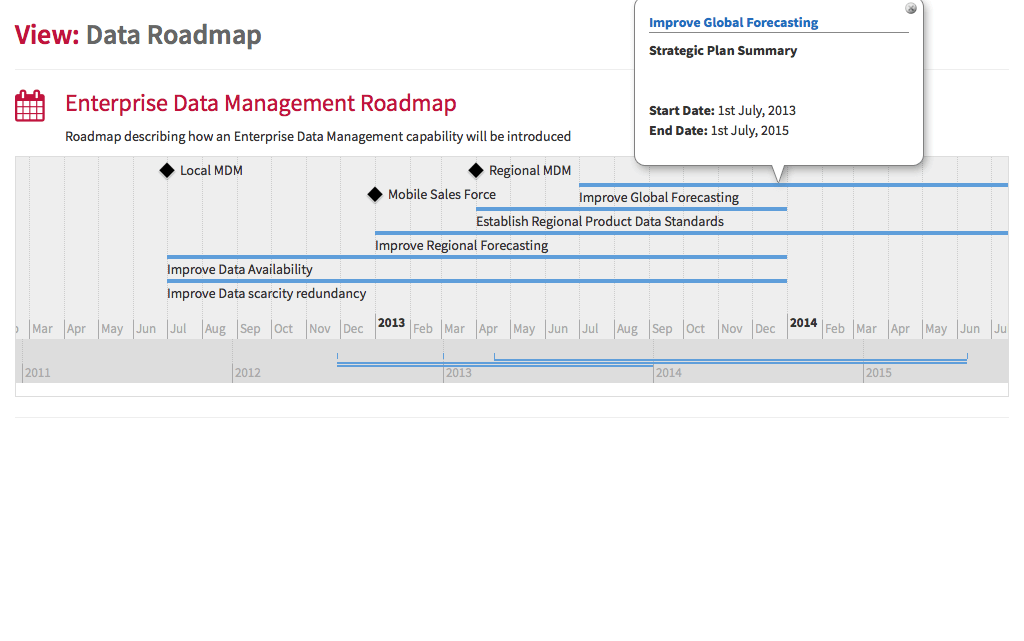 View: Data Roadmap
Improve Global Forecasting
Strategic Plan Summary
Start Date: 1st July, 2013
End Date: 1st July, 2015
Enterprise Data Management Roadmap
Roadmap describing how an Enterprise Data Management capability will be introduced
Local MDM
Regional MDM
Mobile Sales Force
Improve Global Forecasting
Establish Regional Product Data Standards
Improve Regional Forecasting
Improve Data Availability
Improve Data scarcity redundancy
Mar Apr May Jun Jul Aug Sep Oct Nov Dec 2013 Feb Mar Apr May Jun Jul Aug Sep Oct Nov Dec 2014 Feb Mar Apr May Jun Ju
2011 2012 2013 2014 2015